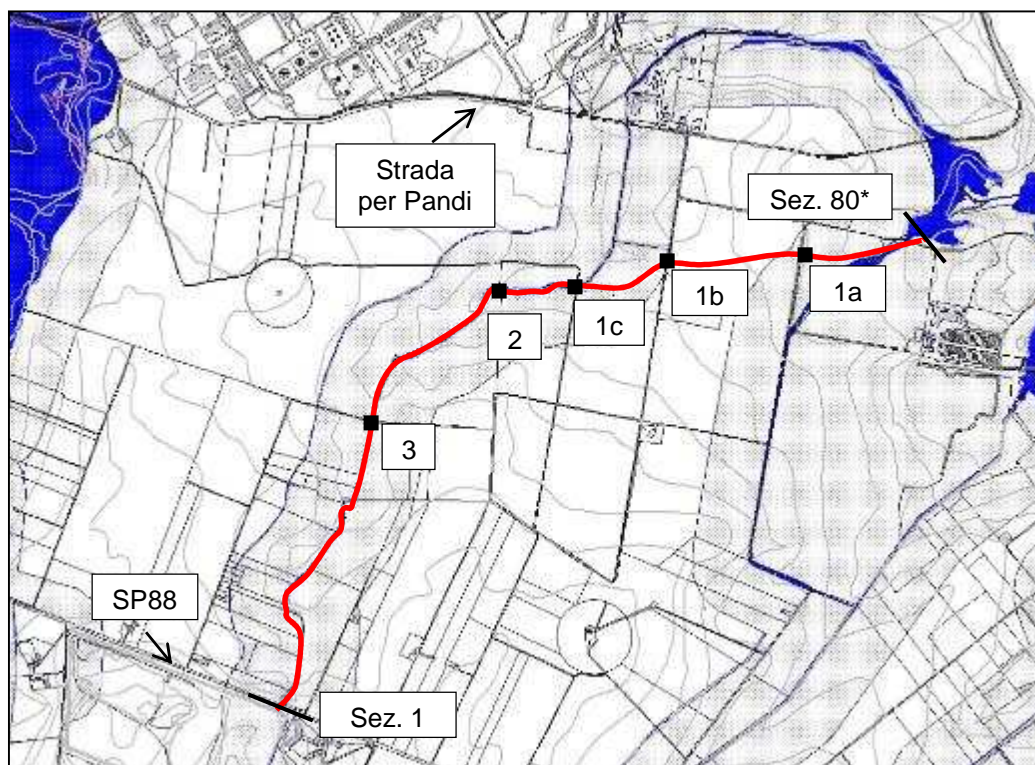 Strada
per Pandi
Sez. 80*
1a
1b
1c
2
3
SP88
Sez. 1